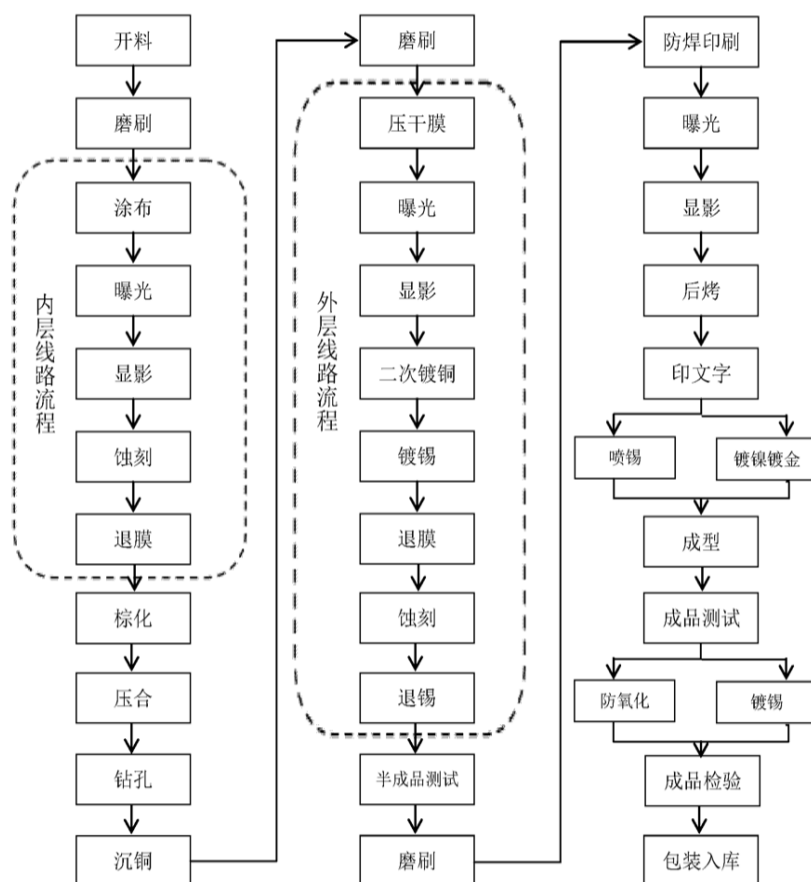 开料
磨刷
涂布
曝光
显影
蚀刻
退膜
内层线路流程
棕化
压合
钻孔
沉铜
磨刷
压干膜
曝光
显影
二次镀铜
镀锡
退膜
蚀刻
退锡
外层线路流程
半成品测试
磨刷
防焊印刷
曝光
显影
后烤
印文字
喷锡
镀镍镀金
成型
成品测试
防氧化
镀锡
成品检验
包装入库